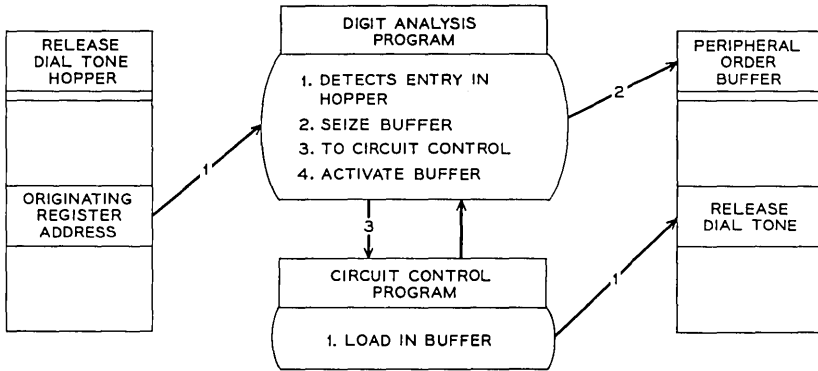 RELEASE
DIAL TONE
HOPPER
ORIGINATING
REGISTER
ADDRESS
1
DIGIT ANALYSIS
PROGRAM
1. DETECTS ENTRY IN
HOPPER
2. SEIZE BUFFER
3. TO CIRCUIT CONTROL
4. ACTIVATE BUFFER
2
3
CIRCUIT CONTROL
PROGRAM
1. LOAD IN BUFFER
1
PERIPHERAL
ORDER
BUFFER
RELEASE
DIAL TONE